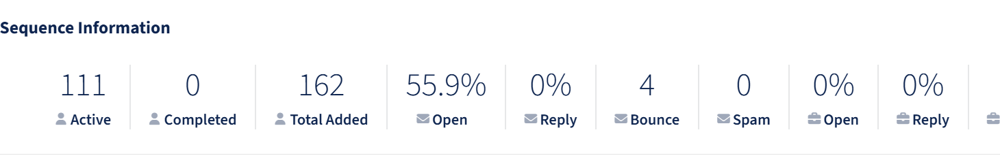 Sequence Information
111 0 162 55.9% 0% 4 0 0% 0%
Active Completed Total Added Open Reply Bounce Spam Open Reply